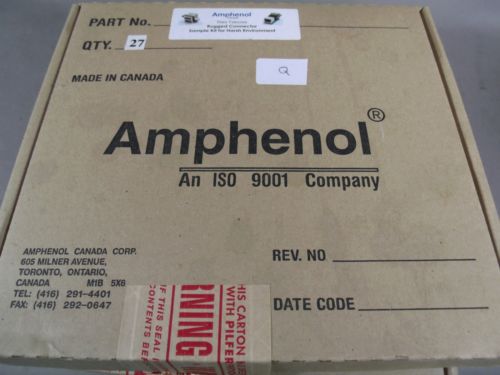 PART No.
Amphenol
Rugged Connector
Sample Kit for Harsh Environment
QTY. 27
Q
MADE IN CANADA
Amphenol®
An ISO 9001 Company
AMPHENOL CANADA CORP.
605 MILNER AVENUE,
TORONTO, ONTARIO,
CANADA M1B 5X6
TEL: (416) 291-4401
FAX: (416) 292-0647
REV. NO
DATE CODE
IF THIS SEAL
CONTENTS BEF
RNING
THIS CARTON
WITH PILFER